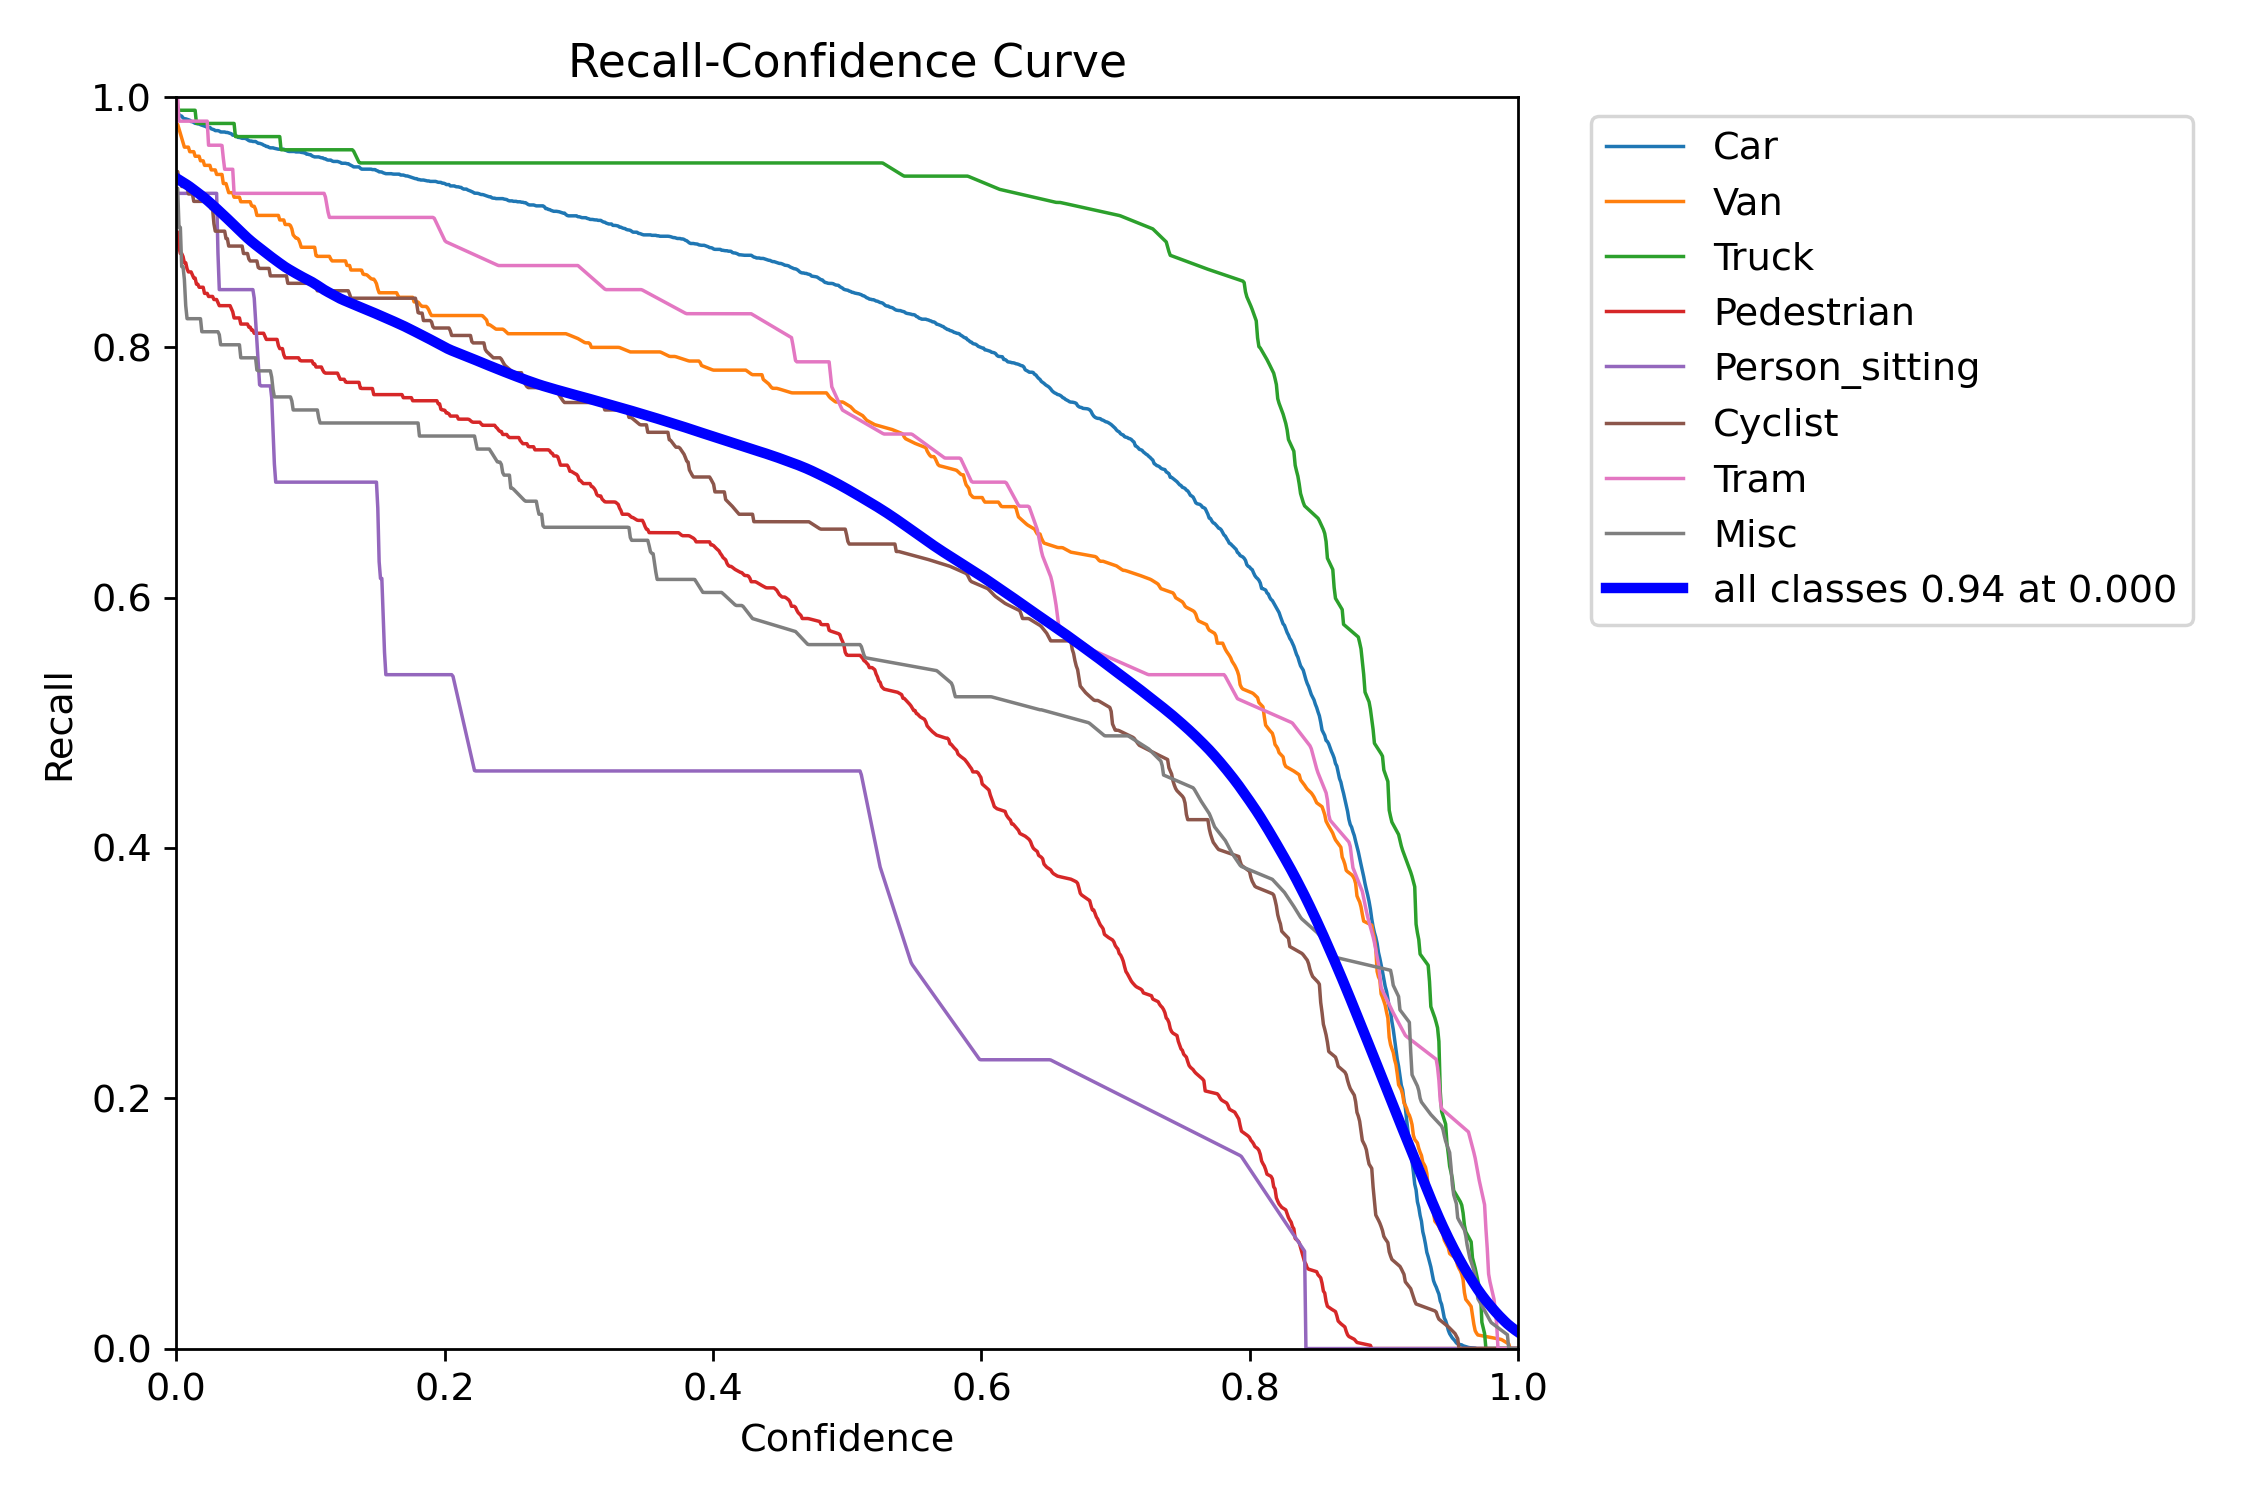 Recall-Confidence Curve
1.0
0.8
0.6
0.4
0.2
0.0
Recall
0.0 0.2 0.4 0.6 0.8 1.0
Confidence
Car
Van
Truck
Pedestrian
Person_sitting
Cyclist
Tram
Misc
all classes 0.94 at 0.000